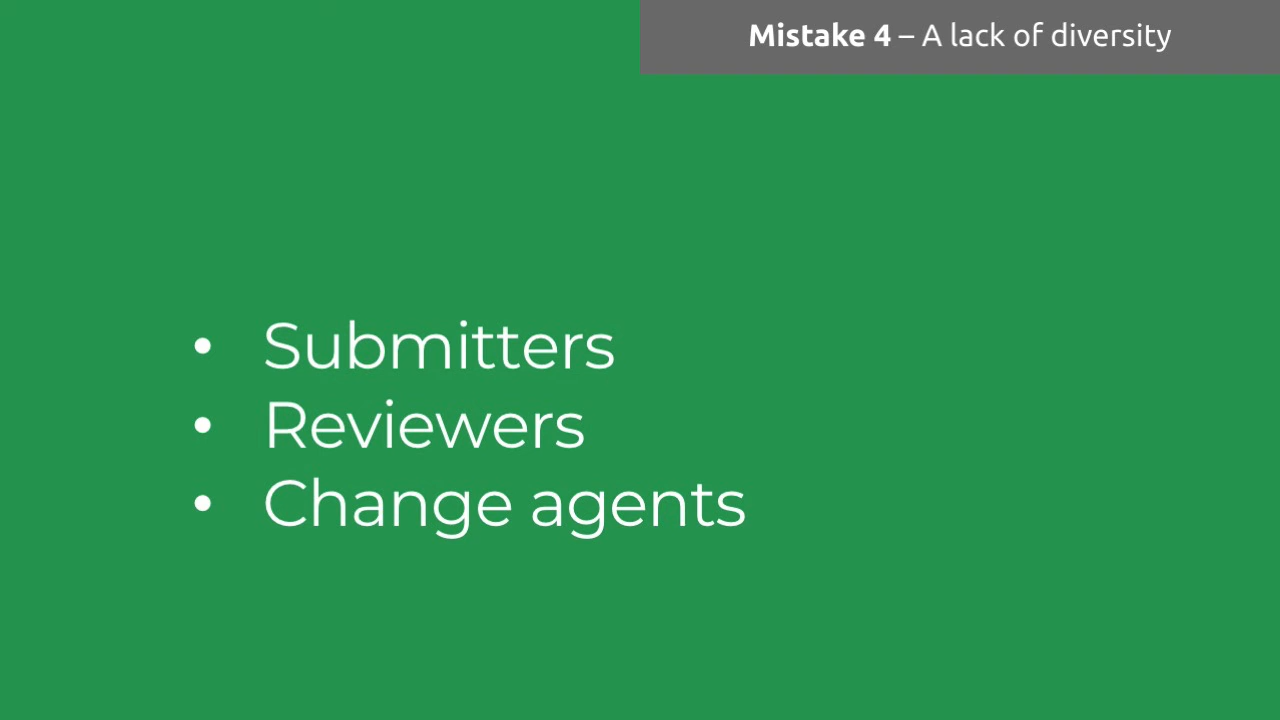 Mistake 4 – A lack of diversity
• Submitters
• Reviewers
• Change agents